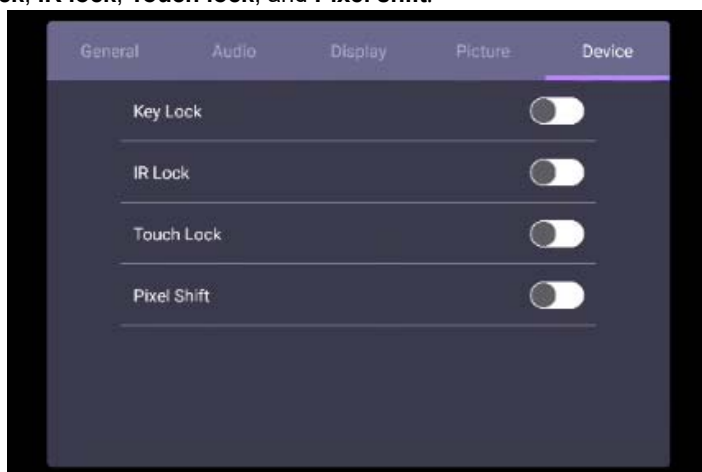 IR lock, Touch lock, and Pixel shift.
General Audio Display Picture Device
Key Lock
IR Lock
Touch Lock
Pixel Shift